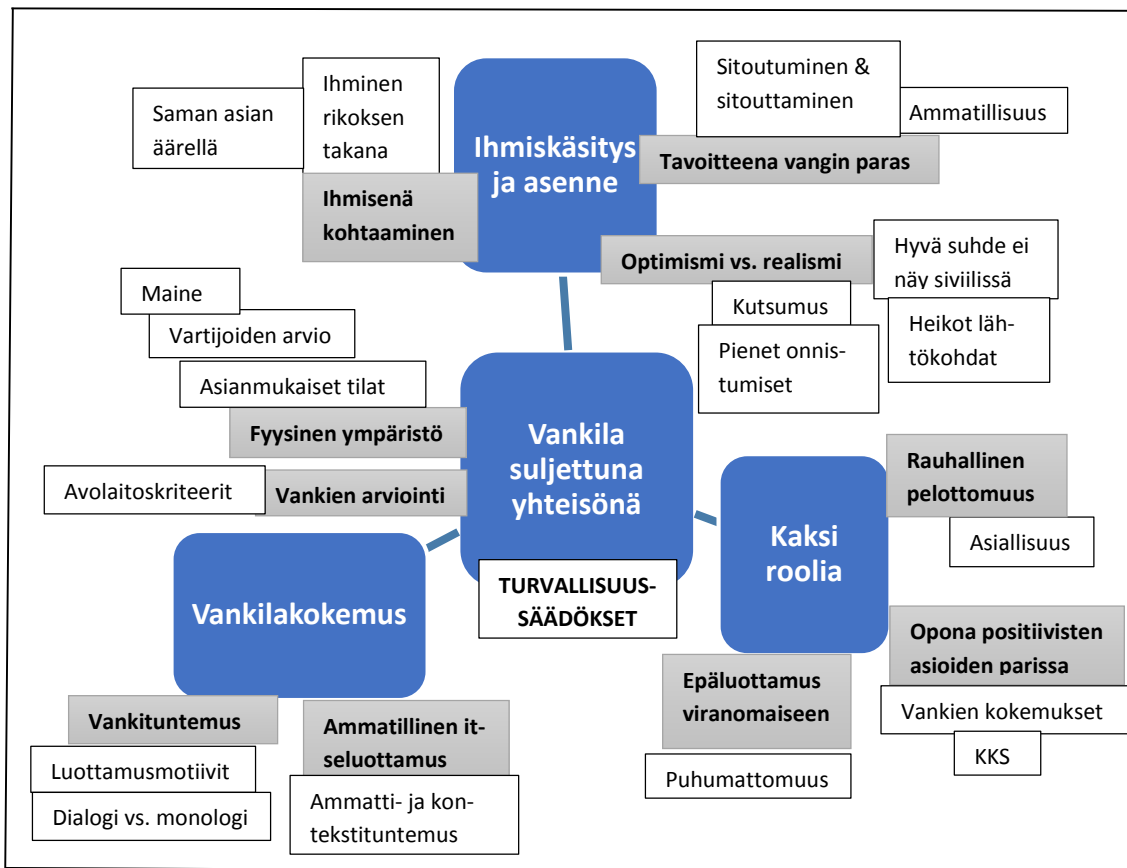 Sitoutuminen &
sitouttaminen
Ammatillisuus
Ihminen
rikoksen
takana
Saman asian
äärellä
Ihmiskäsitys
ja asenne
Tavoitteena vangin paras
Ihmisenä
kohtaaminen
Optimismi vs. realismi
Hyvä suhde ei
näy siviilissä
Kutsumus
Heikot läh-
tökohdat
Pienet onnis-
tumiset
Maine
Vartijoiden arvio
Asianmukaiset tilat
Fyysinen ympäristö
Vankien arviointi
Avolaitoskriteerit
Vankila
suljettuna
yhteisönä
TURVALLISUUS-
SÄÄDÖKSET
Rauhallinen
pelottomuus
Asiallisuus
Kaksi
roolia
Opona positiivisten
asioiden parissa
Vankien kokemukset
KKS
Epäluottamus
viranomaiseen
Puhumattomuus
Vankilakokemus
Vankituntemus
Luottamusmotiivit
Dialogi vs. monologi
Ammatillinen it-
seluottamus
Ammatti- ja kon-
tekstituntemus